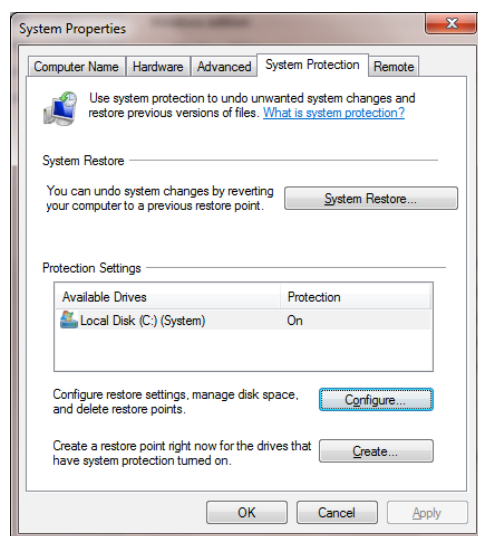 System Properties
Computer Name Hardware Advanced System Protection Remote
Use system protection to undo unwanted system changes and
restore previous versions of files. What is system protection?
System Restore
You can undo system changes by reverting
your computer to a previous restore point.
System Restore...
Protection Settings
Available Drives Protection
Local Disk (C:) (System) On
Configure restore settings, manage disk space,
and delete restore points.
Configure...
Create a restore point right now for the drives that
have system protection turned on.
Create...
OK Cancel Apply